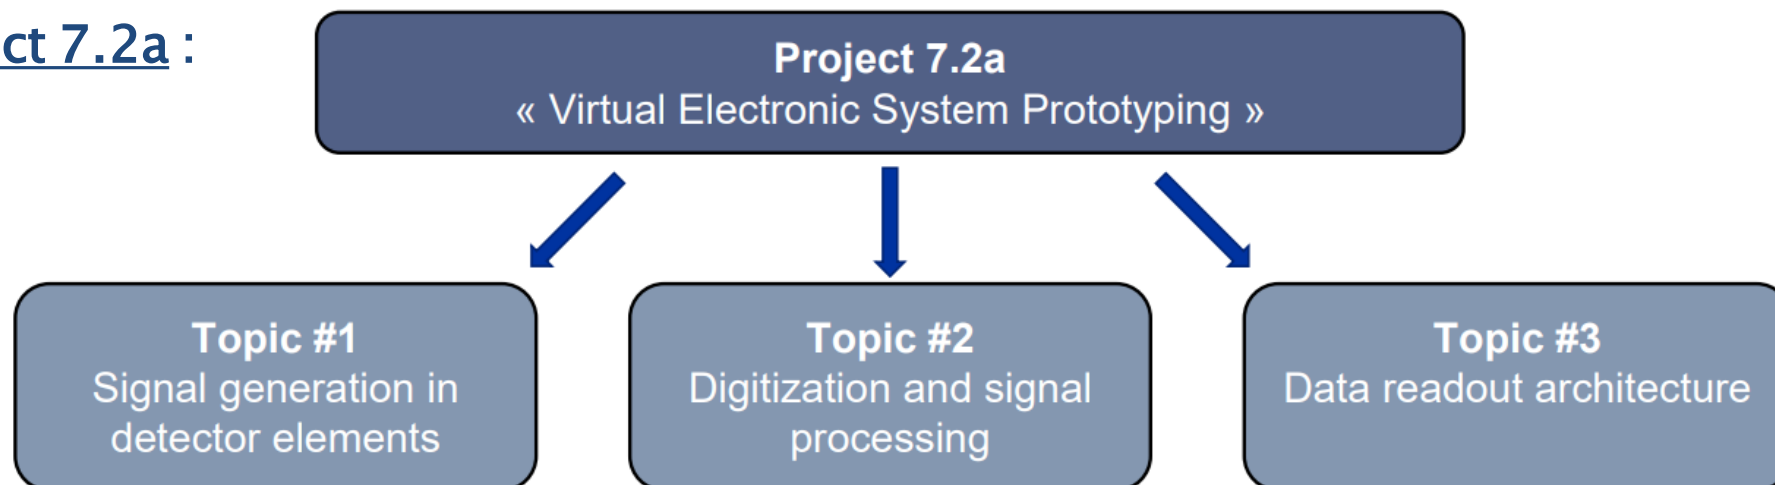 ct 7.2a :
Project 7.2a
« Virtual Electronic System Prototyping »
Topic #1
Signal generation in
detector elements
Topic #2
Digitization and signal
processing
Topic #3
Data readout architecture